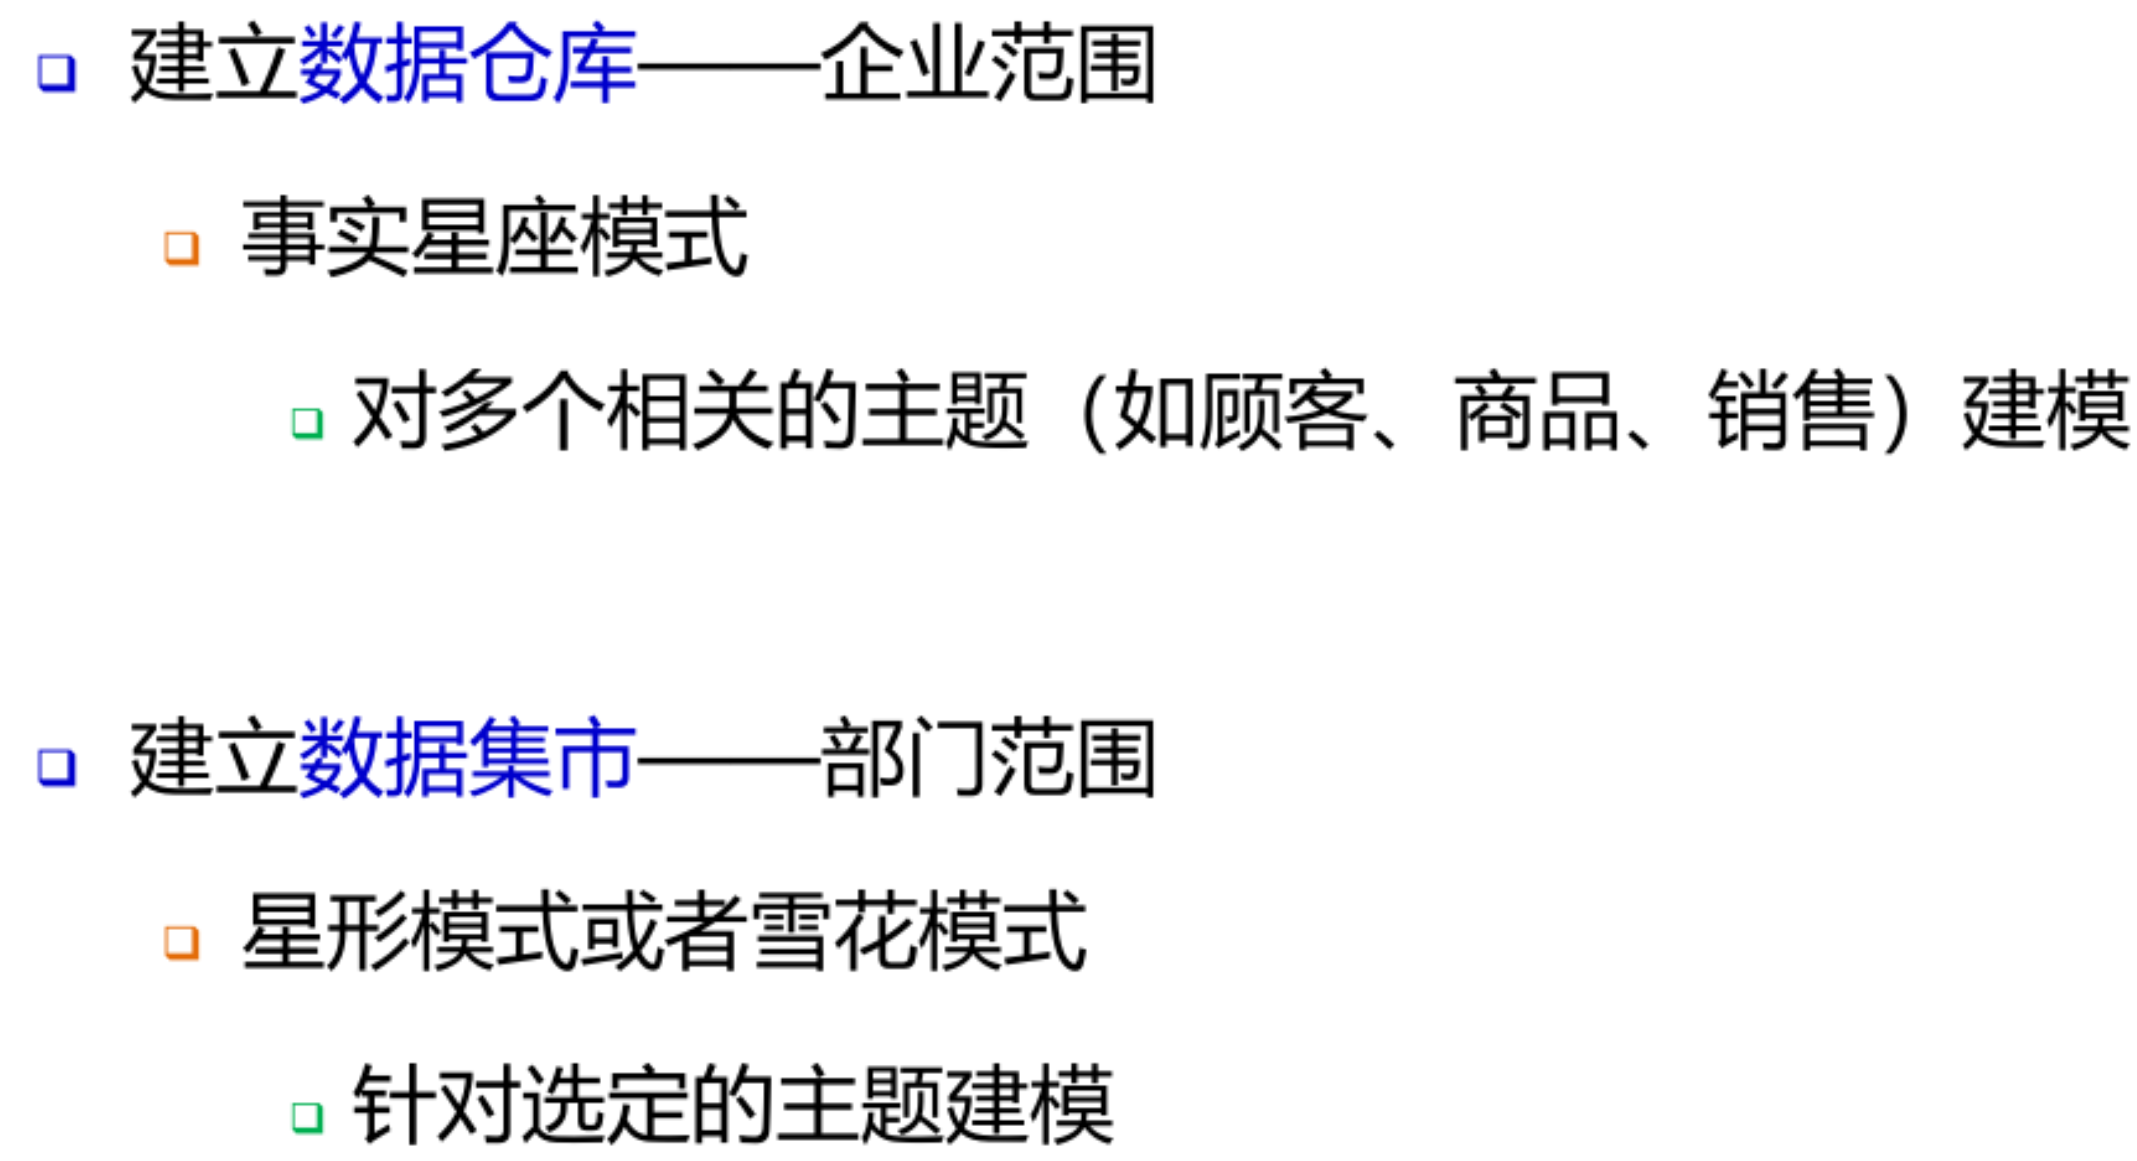 建立数据仓库——企业范围
事实星座模式
对多个相关的主题（如顾客、商品、销售）建模
建立数据集市——部门范围
星形模式或者雪花模式
针对选定的主题建模